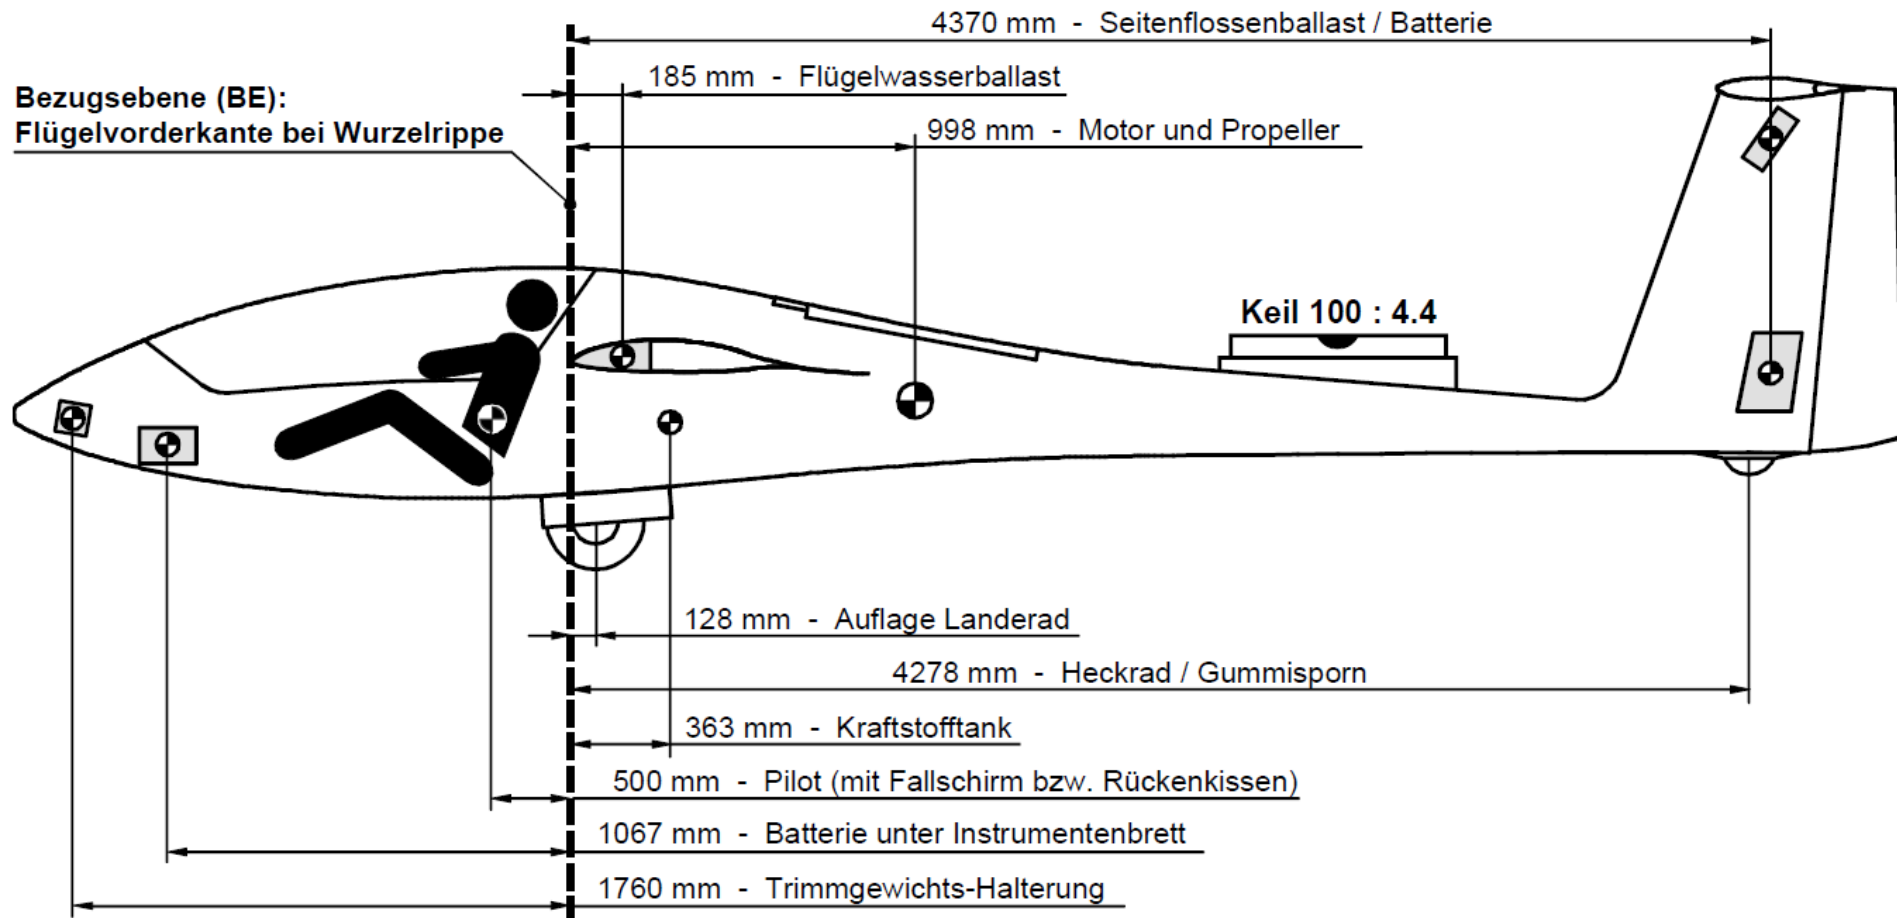 4370 mm - Seitenflossenballast / Batterie
185 mm - Flügelwasserballast
Bezugsebene (BE):
Flügelvorderkante bei Wurzelrippe
998 mm - Motor und Propeller
Keil 100 : 4.4
128 mm - Auflage Landerad
4278 mm - Heckrad / Gummisporn
363 mm - Kraftstofftank
500 mm - Pilot (mit Fallschirm bzw. Rückenkissen)
1067 mm - Batterie unter Instrumentenbrett
1760 mm - Trimmgewichts-Halterung